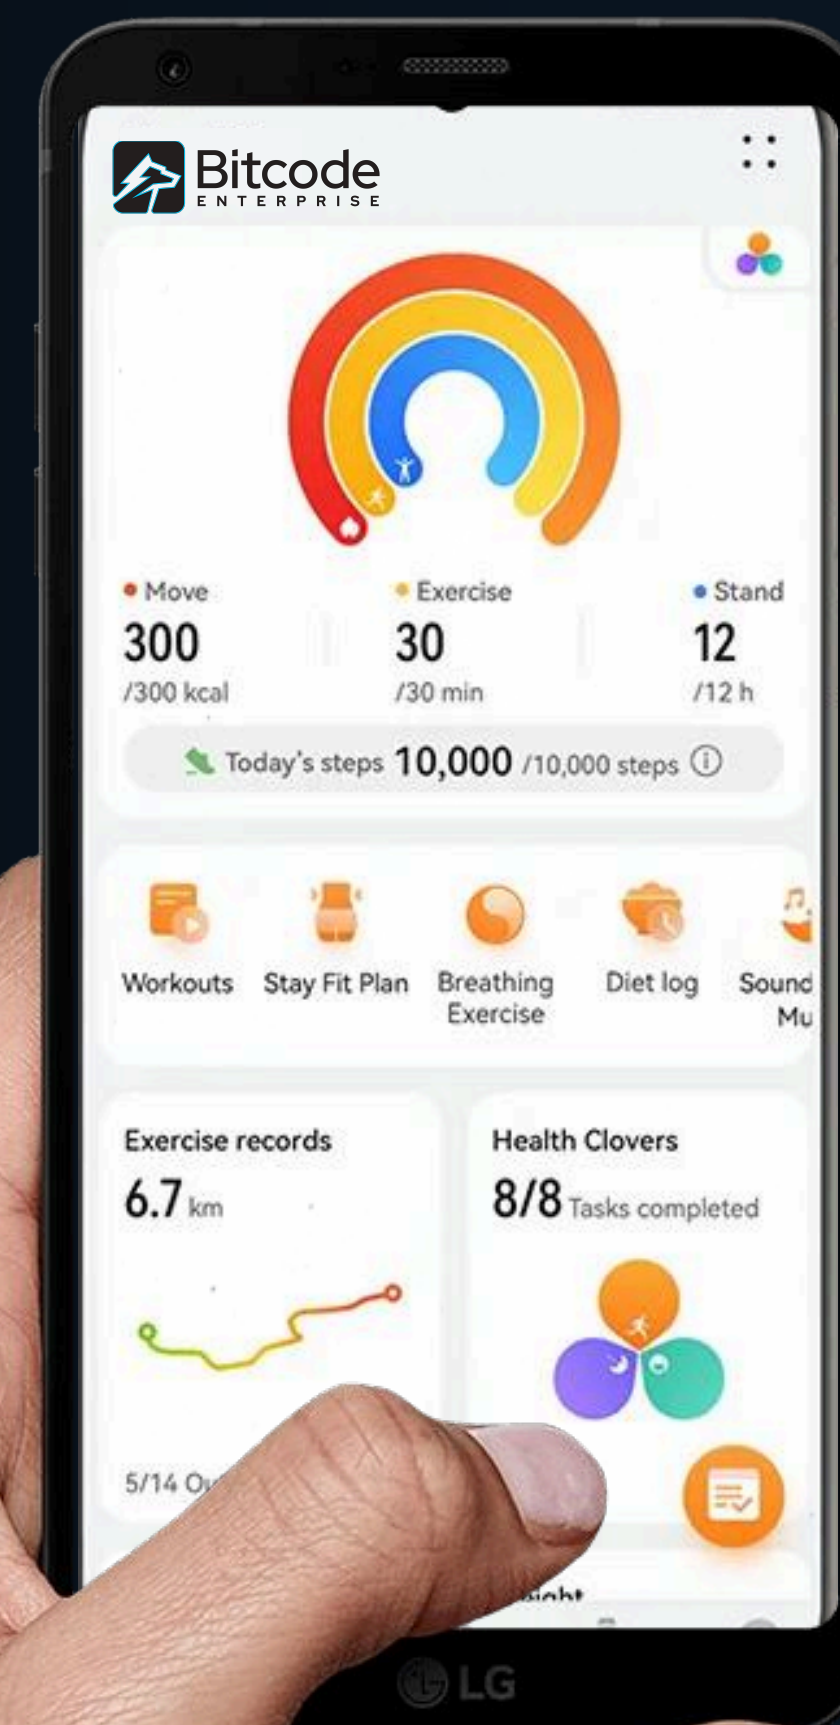 Bitcode
ENTERPRISE
Move Exercise Stand
300 30 12
/300 kcal /30 min /12 h
Today's steps 10,000 /10,000 steps
Workouts Stay Fit Plan Breathing Exercise Diet log Sound
Exercise records
6.7 km
5/14
Health Clovers
8/8 Tasks completed
LG